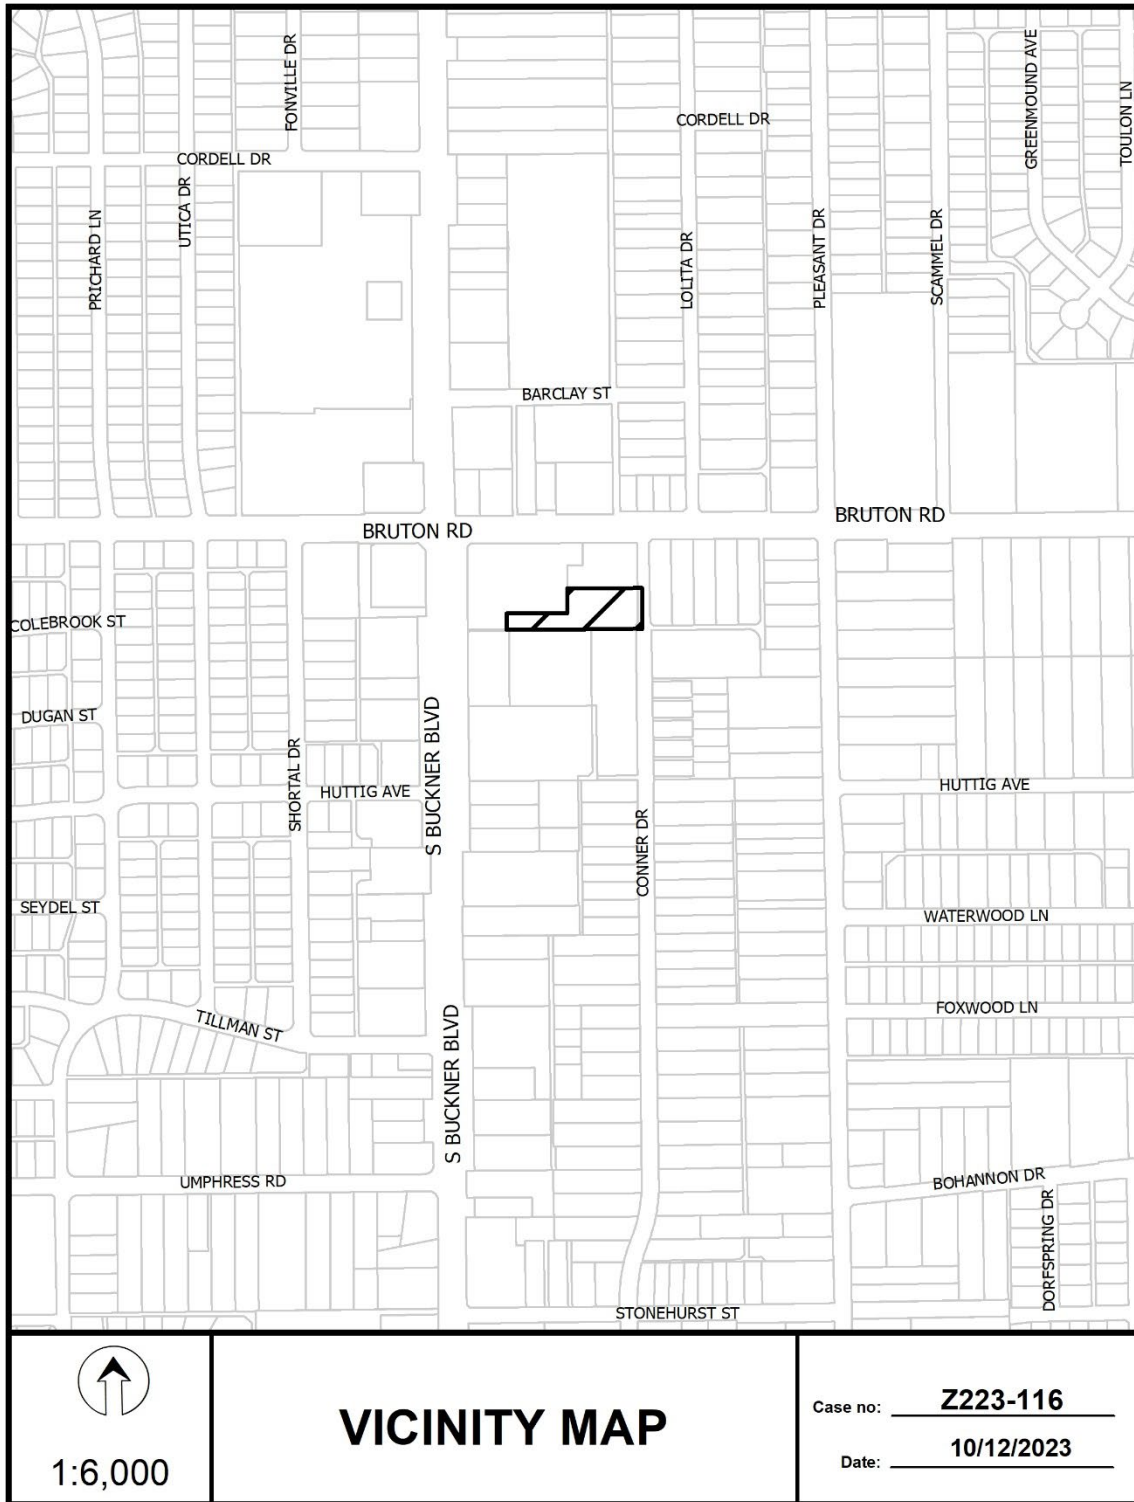 FONVILLE DR
GREENMOUND AVE
TOULON LN
CORDELL DR
CORDELL DR
PRICHARD LN
UTICA DR
LOLITA DR
PLEASANT DR
SCAMMEL DR
BARCLAY ST
BRUTON RD
BRUTON RD
COLEBROOK ST
DUGAN ST
SHORTAL DR
S BUCKNER BLVD
HUTTIG AVE
HUTTIG AVE
CONNER DR
SEYDEL ST
WATERWOOD LN
TILLMAN ST
FOXWOOD LN
S BUCKNER BLVD
UMPHRESS RD
BOHANNON DR
DORFSPRING DR
STONEHURST ST
1:6,000
VICINITY MAP
Case no: Z223-116
Date: 10/12/2023